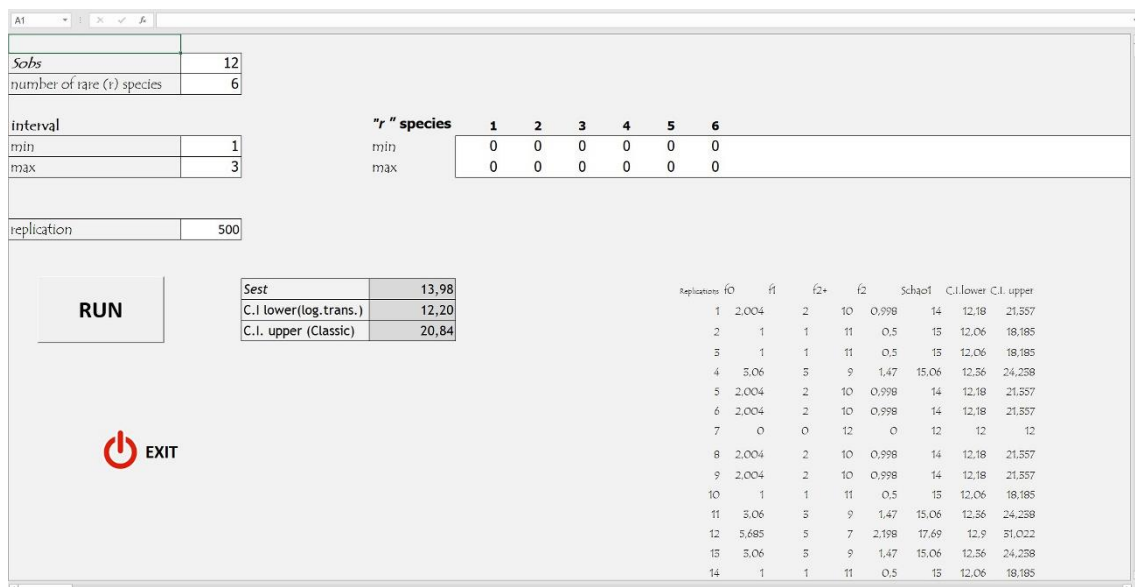 A1 fx
Sobs 12
number of rare (r) species 6
interval "r" species 1 2 3 4 5 6
min 1 min 0 0 0 0 0 0
max 3 max 0 0 0 0 0 0
replication 500
RUN
Sest 13,98
C.I lower(log.trans.) 12,20
C.I. upper (Classic) 20,84
EXIT
Replications f0 f1 f2+ f2 Schao1 C.I.lower C.I. upper
1 2,004 2 10 0,998 14 12,18 21,357
2 1 1 11 0,5 13 12,06 18,185
3 1 1 11 0,5 13 12,06 18,185
4 3,06 3 9 1,47 15,06 12,36 24,238
5 2,004 2 10 0,998 14 12,18 21,357
6 2,004 2 10 0,998 14 12,18 21,357
7 0 0 12 0 12 12 12
8 2,004 2 10 0,998 14 12,18 21,357
9 2,004 2 10 0,998 14 12,18 21,357
10 1 1 11 0,5 13 12,06 18,185
11 3,06 3 9 1,47 15,06 12,36 24,238
12 5,685 5 7 2,198 17,69 12,9 31,022
13 3,06 3 9 1,47 15,06 12,36 24,238
14 1 1 11 0,5 13 12,06 18,185